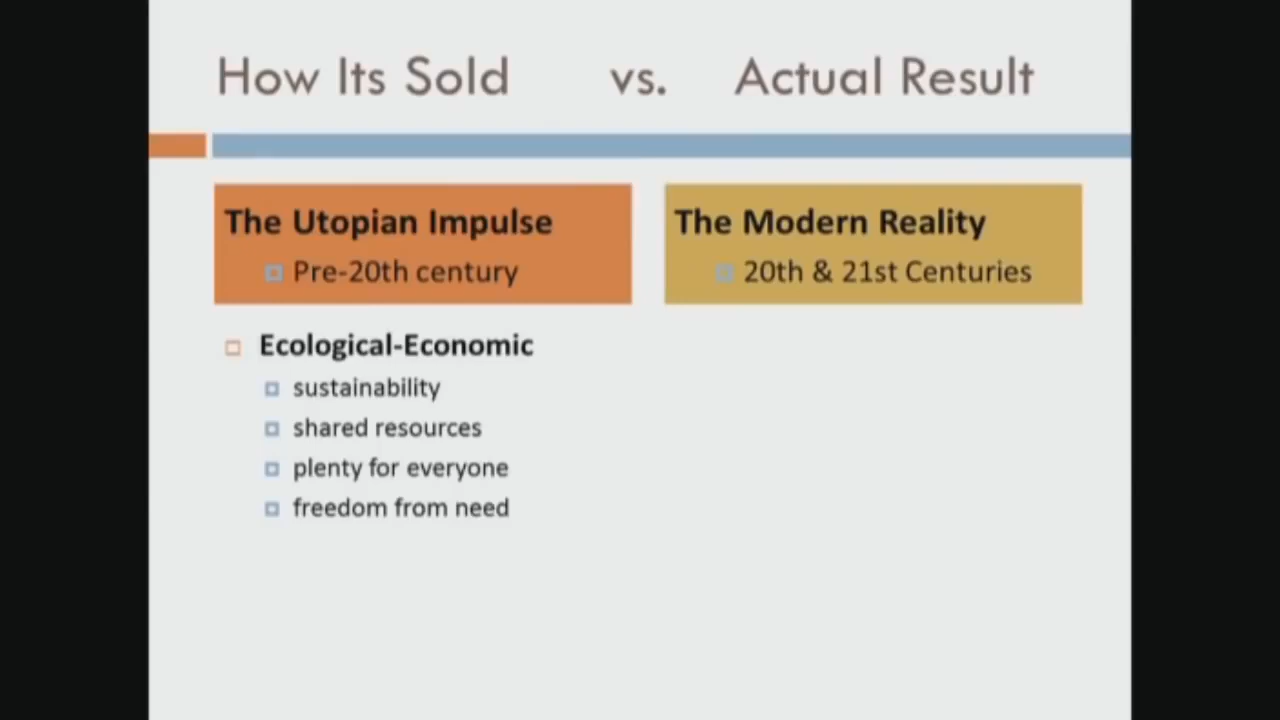 How Its Sold vs. Actual Result
The Utopian Impulse
Pre-20th century
The Modern Reality
20th & 21st Centuries
Ecological-Economic
sustainability
shared resources
plenty for everyone
freedom from need